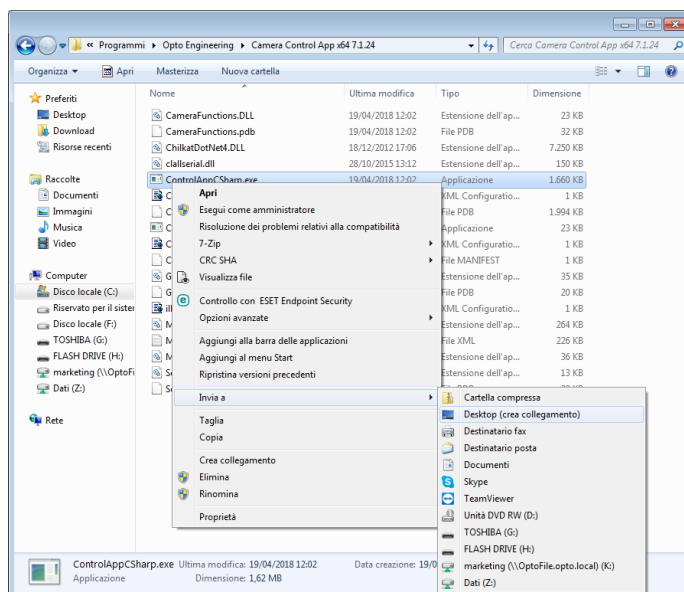 « Programmi ▸ Opto Engineering ▸ Camera Control App x64 7.1.24
Cerca Camera Control App x64 7.1.24
Organizza Apri Masterizza Nuova cartella
Nome Ultima modifica Tipo Dimensione
Preferiti
Desktop
Download
Risorse recenti
Raccolte
Documenti
Immagini
Musica
Video
Computer
Disco locale (C:)
Riservato per il sister
Disco locale (F:)
TOSHIBA (G:)
FLASH DRIVE (H:)
marketing (\\OptoFi
Dati (Z:)
Rete
CameraFunctions.DLL 19/04/2018 12:02 Estensione dell'ap... 23 KB
CameraFunctions.pdb 19/04/2018 12:02 File PDB 32 KB
ChilkatDotNet4.DLL 18/12/2012 17:06 Estensione dell'ap... 7.250 KB
clallserial.dll 28/10/2015 13:12 Estensione dell'ap... 150 KB
ControlAppCSharp.exe 19/04/2018 12:02 Applicazione 1.660 KB
C XML Configuratio... 1 KB
C File PDB 1.994 KB
C Applicazione 23 KB
C XML Configuratio... 1 KB
C File MANIFEST 1 KB
G Estensione dell'ap... 35 KB
G File PDB 20 KB
ill XML Configuratio... 1 KB
M Estensione dell'ap... 264 KB
M File XML 226 KB
M Estensione dell'ap... 36 KB
Se Estensione dell'ap... 13 KB
Se
Apri
Esegui come amministratore
Risoluzione dei problemi relativi alla compatibilità
7-Zip
CRC SHA
Visualizza file
Controllo con ESET Endpoint Security
Opzioni avanzate
Aggiungi alla barra delle applicazioni
Aggiungi al menu Start
Ripristina versioni precedenti
Invia a
Taglia
Copia
Crea collegamento
Elimina
Rinomina
Proprietà
Cartella compressa
Desktop (crea collegamento)
Destinatario fax
Destinatario posta
Documenti
Skype
TeamViewer
Unità DVD RW (D:)
TOSHIBA (G:)
FLASH DRIVE (H:)
marketing (\\OptoFile.opto.local) (K:)
Dati (Z:)
ControlAppCSharp.exe Ultima modifica: 19/04/2018 12:02 Data creazione: 19/0
Applicazione Dimensione: 1,62 MB